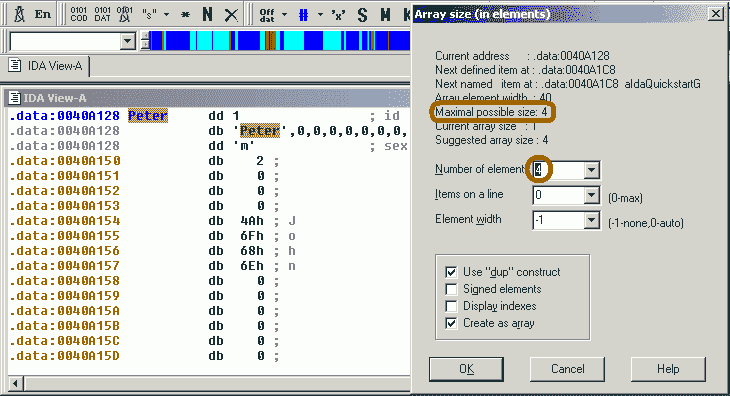 En
0101
COD
0101
DAT
"s"
*
N
X
Off
dat
#
'x'
S
M
K
IDA View-A
IDA View-A
.data:0040A128 Peter dd 1 ; id
.data:0040A128 db 'Peter',0,0,0,0,0,0,0,
.data:0040A128 db 'm' ; sex
.data:0040A150 db 2 ;
.data:0040A151 db 0 ;
.data:0040A152 db 0 ;
.data:0040A153 db 0 ;
.data:0040A154 db 4Ah ; J
.data:0040A155 db 6Fh ; o
.data:0040A156 db 68h ; h
.data:0040A157 db 6Eh ; n
.data:0040A158 db 0 ;
.data:0040A159 db 0 ;
.data:0040A15A db 0 ;
.data:0040A15B db 0 ;
.data:0040A15C db 0 ;
.data:0040A15D db 0 ;
Array size (in elements)
Current address : .data:0040A128
Next defined item at : .data:0040A1C8
Next named item at : .data:0040A1C8 aIdaQuickstartG
Array element width : 40
Maximal possible size: 4
Current array size : 1
Suggested array size : 4
Number of element 4
Items on a line 0 (0-max)
Element width -1 (-1-none,0-auto)
Use "dup" construct
Signed elements
Display indexes
Create as array
OK Cancel Help